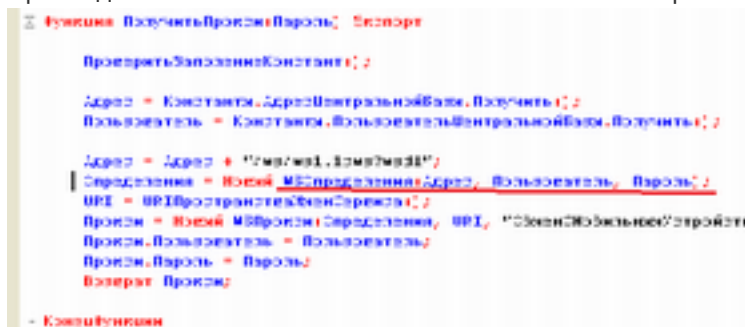 Функция ПолучитьПрокси(Пароль) Экспорт
ПроверитьЗаполнениеКонстант();
Адрес = Константы.АдресЦентральнойБазы.Получить();
Пользователь = Константы.ПользовательЦентральнойБазы.Получить();
Адрес = Адрес + "/ws/ws1.1cws?wsdl";
Определения = Новый WSОпределения(Адрес, Пользователь, Пароль);
URI = URIПространстваИменСервиса();
Прокси = Новый WSПрокси(Определения, URI,
Прокси.Пользователь = Пользователь;
Прокси.Пароль = Пароль;
Возврат Прокси;
КонецФункции